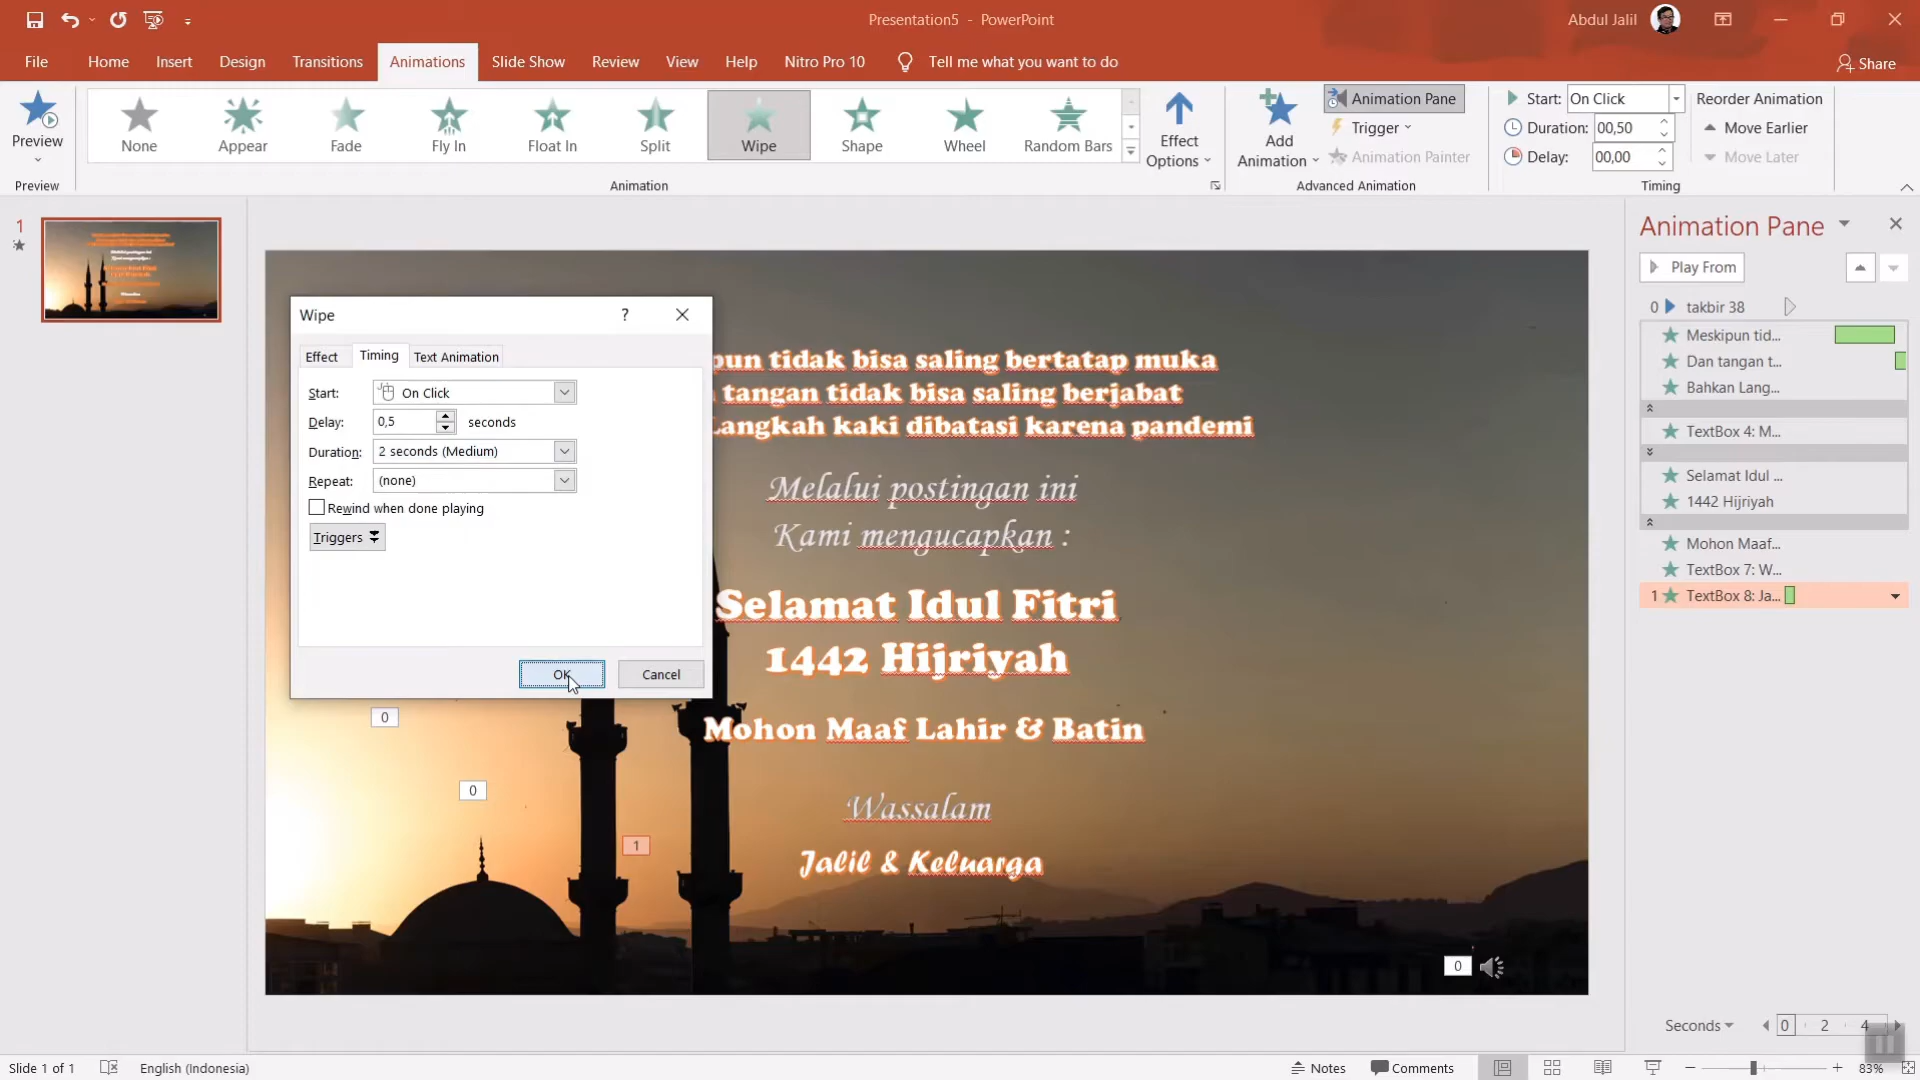 Presentation5 - PowerPoint
Abdul Jalil
File Home Insert Design Transitions Animations Slide Show Review View Help Nitro Pro 10 Tell me what you want to do
Share
Preview
Preview
None Appear Fade Fly In Float In Split Wipe Shape Wheel Random Bars
Animation
Effect Options
Add Animation
Animation Pane
Trigger
Animation Painter
Advanced Animation
Start: On Click
Duration: 00,50
Delay: 00,00
Reorder Animation
Move Earlier
Move Later
Timing
1
Wipe
?
Effect Timing Text Animation
Start: On Click
Delay: 0,5 seconds
Duration: 2 seconds (Medium)
Repeat: (none)
Rewind when done playing
Triggers
OK Cancel
pun tidak bisa saling bertatap muka
tangan tidak bisa saling berjabat
Langkah kaki dibatasi karena pandemi
Melalui postingan ini
Kami mengucapkan :
Selamat Idul Fitri
1442 Hijriyah
Mohon Maaf Lahir & Batin
Wassalam
Jalil & Keluarga
0
0
1
0
Animation Pane
Play From
0 takbir 38
Meskipun tid...
Dan tangan t...
Bahkan Lang...
TextBox 4: M...
Selamat Idul ...
1442 Hijriyah
Mohon Maaf...
TextBox 7: W...
1 TextBox 8: Ja...
Seconds 0 2 4
Slide 1 of 1 English (Indonesia) Notes Comments 83%